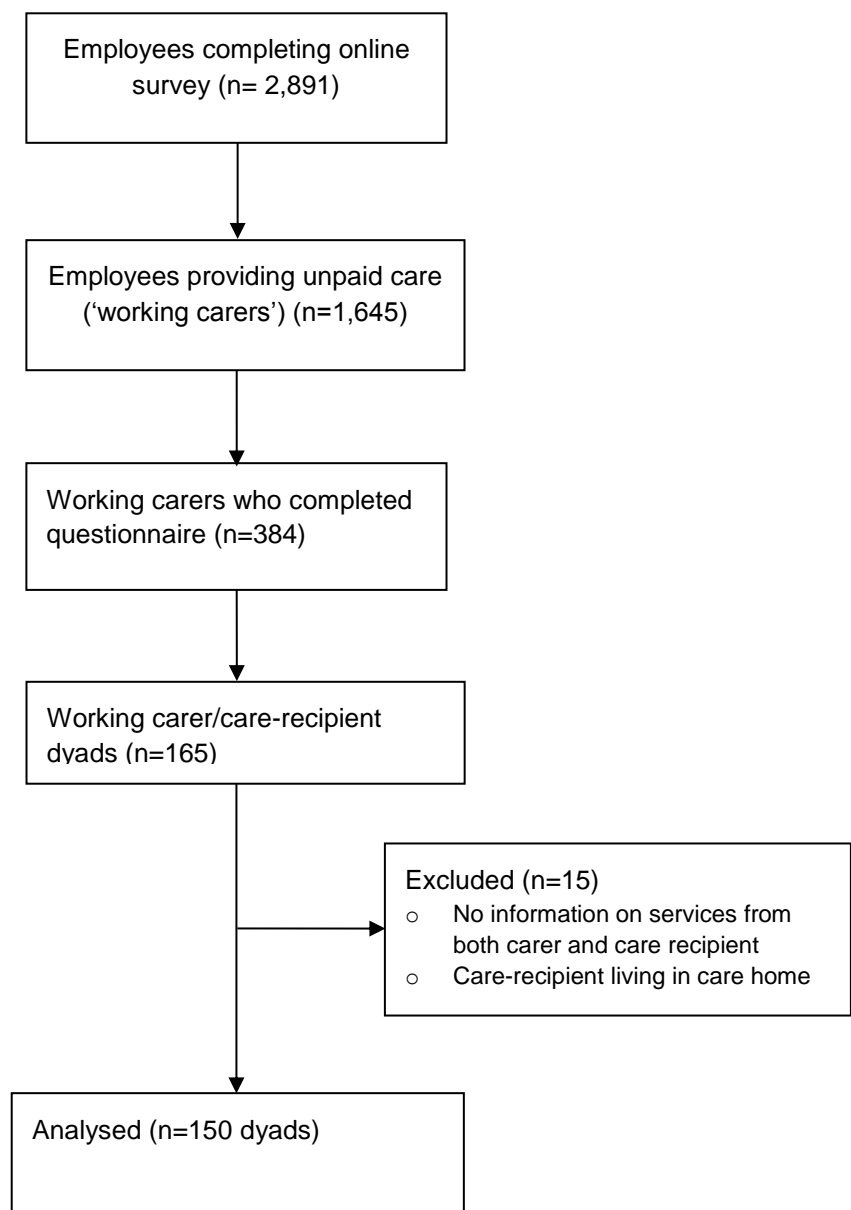 Employees completing online
survey (n= 2,891)
Employees providing unpaid care
(‘working carers’) (n=1,645)
Working carers who completed
questionnaire (n=384)
Working carer/care-recipient
dyads (n=165)
Excluded (n=15)
o No information on services from
both carer and care recipient
o Care-recipient living in care home
Analysed (n=150 dyads)